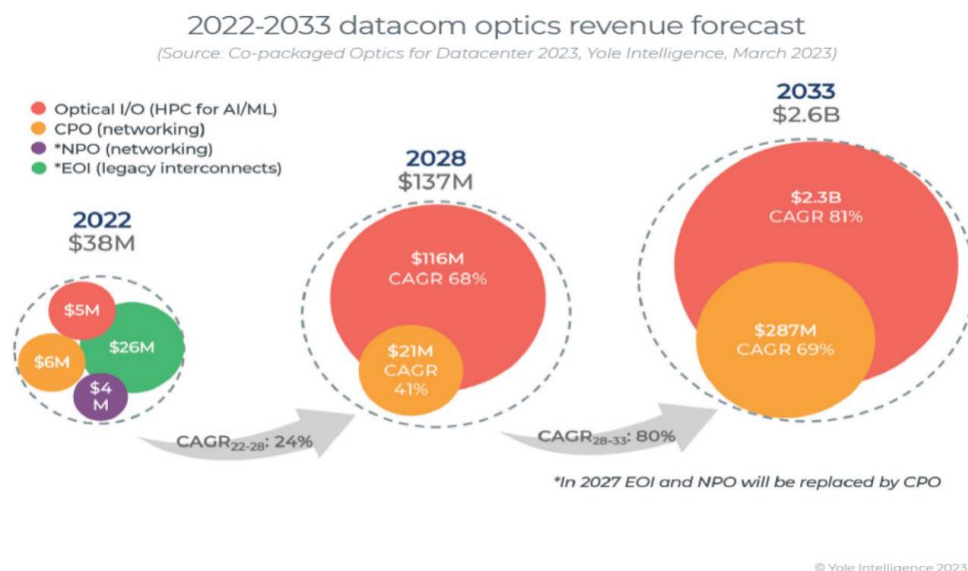 2022-2033 datacom optics revenue forecast
(Source: Co-packaged Optics for Datacenter 2023, Yole Intelligence, March 2023)
Optical I/O (HPC for AI/ML)
CPO (networking)
*NPO (networking)
*EOI (legacy interconnects)
2022
$38M
$5M
$6M
$26M
$4
M
2028
$137M
$116M
CAGR 68%
$21M
CAGR
41%
2033
$2.6B
$2.3B
CAGR 81%
$287M
CAGR 69%
CAGR22-28: 24%
CAGR28-33: 80%
*In 2027 EOI and NPO will be replaced by CPO
© Yole Intelligence 2023